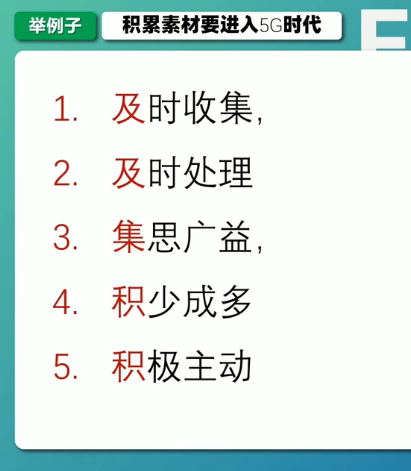 举例子
积累素材要进入5G时代
1. 及时收集,
2. 及时处理
3. 集思广益,
4. 积少成多
5. 积极主动